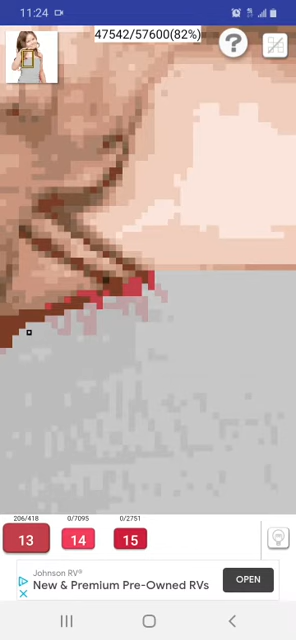 11:24
47542/57600(82%)
?
206/418 0/7095 0/2751
13 14 15
Johnson RV®
New & Premium Pre-Owned RVs
OPEN